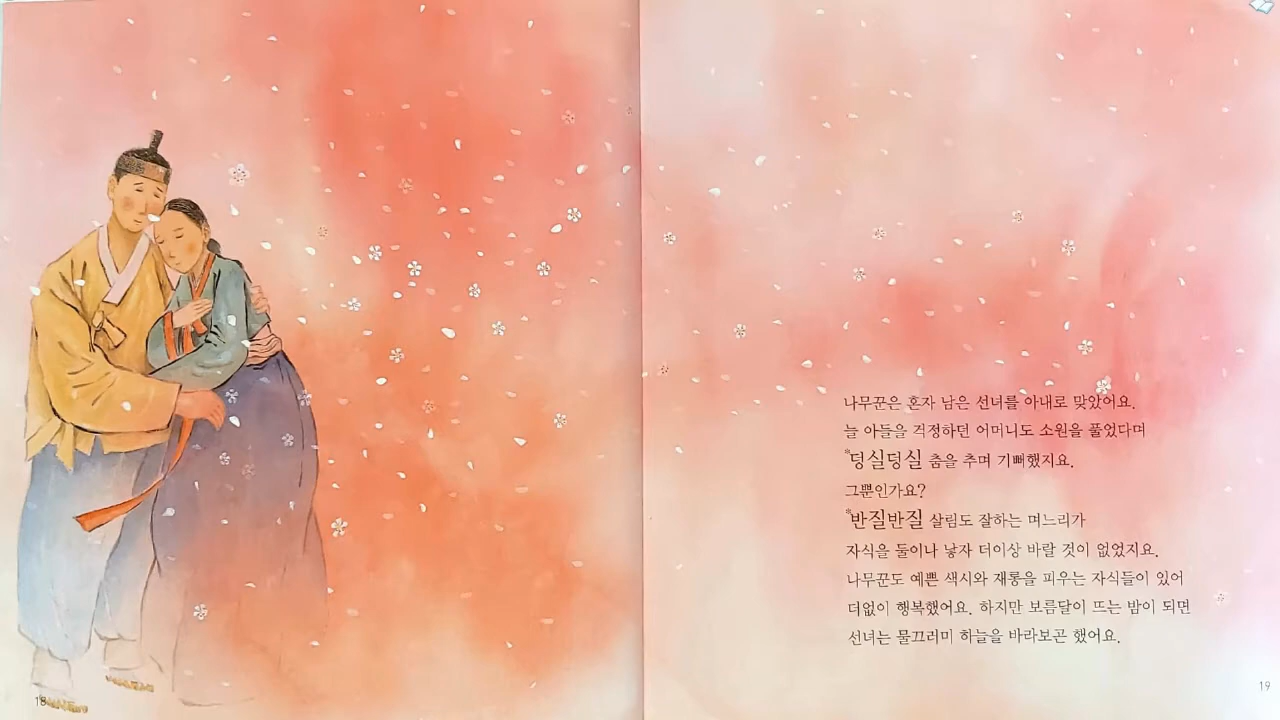 나무꾼은 혼자 남은 선녀를 아내로 맞았어요.
늘 아들을 걱정하던 어머니도 소원을 풀었다며
*덩실덩실 춤을 추며 기뻐했지요.
그뿐인가요?
*반질반질 살림도 잘하는 며느리가
자식을 둘이나 낳자 더이상 바랄 것이 없었지요.
나무꾼도 예쁜 색시와 재롱을 피우는 자식들이 있어
더없이 행복했어요. 하지만 보름달이 뜨는 밤이 되면
선녀는 물끄러미 하늘을 바라보곤 했어요.
18
19